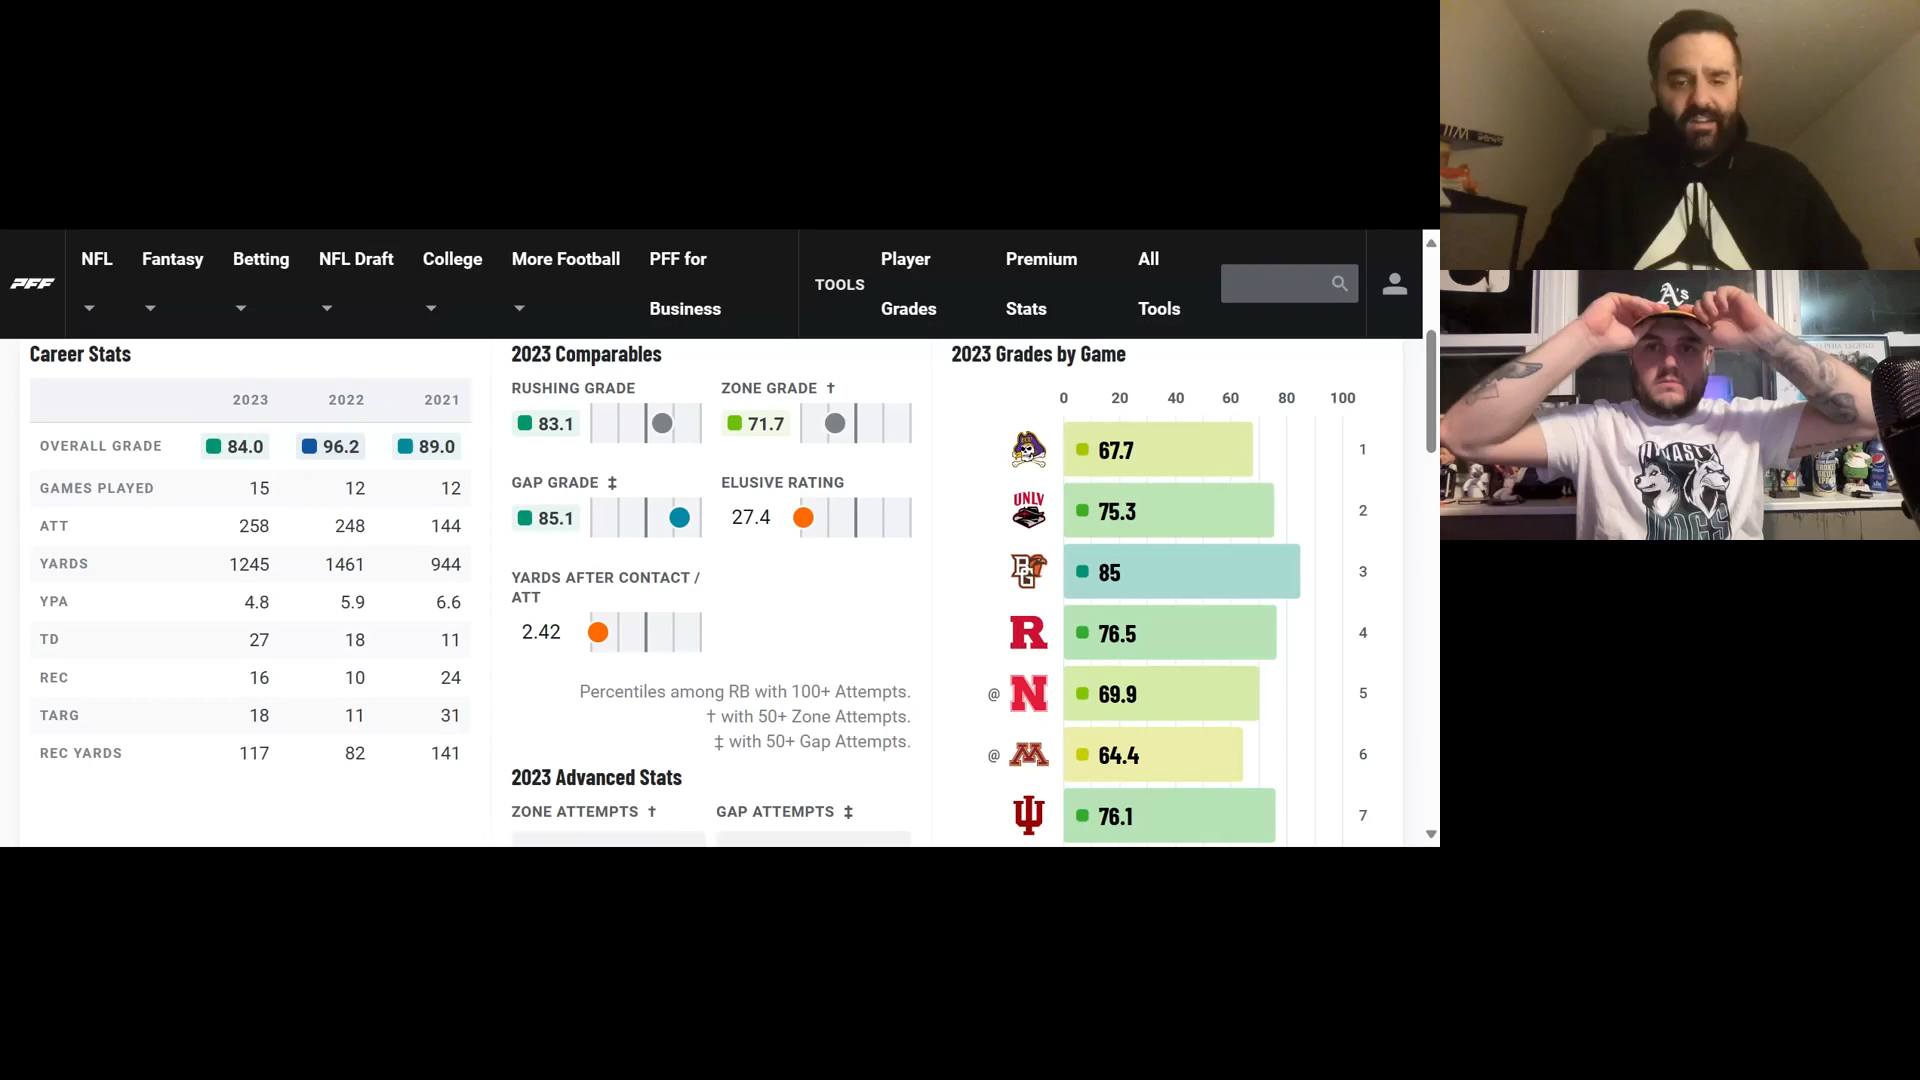 PFF
NFL
Fantasy
Betting
NFL Draft
College
More Football
PFF for
Business
TOOLS
Player
Grades
Premium
Stats
All
Tools
Career Stats
2023 2022 2021
OVERALL GRADE 84.0 96.2 89.0
GAMES PLAYED 15 12 12
ATT 258 248 144
YARDS 1245 1461 944
YPA 4.8 5.9 6.6
TD 27 18 11
REC 16 10 24
TARG 18 11 31
REC YARDS 117 82 141
2023 Comparables
RUSHING GRADE
83.1
ZONE GRADE †
71.7
GAP GRADE ‡
85.1
ELUSIVE RATING
27.4
YARDS AFTER CONTACT /
ATT
2.42
Percentiles among RB with 100+ Attempts.
† with 50+ Zone Attempts.
‡ with 50+ Gap Attempts.
2023 Advanced Stats
ZONE ATTEMPTS †
GAP ATTEMPTS ‡
2023 Grades by Game
0 20 40 60 80 100
67.7 1
UNLV 75.3 2
BG 85 3
R 76.5 4
@ N 69.9 5
@ M 64.4 6
76.1 7
A's
DYNASTY
DOGS